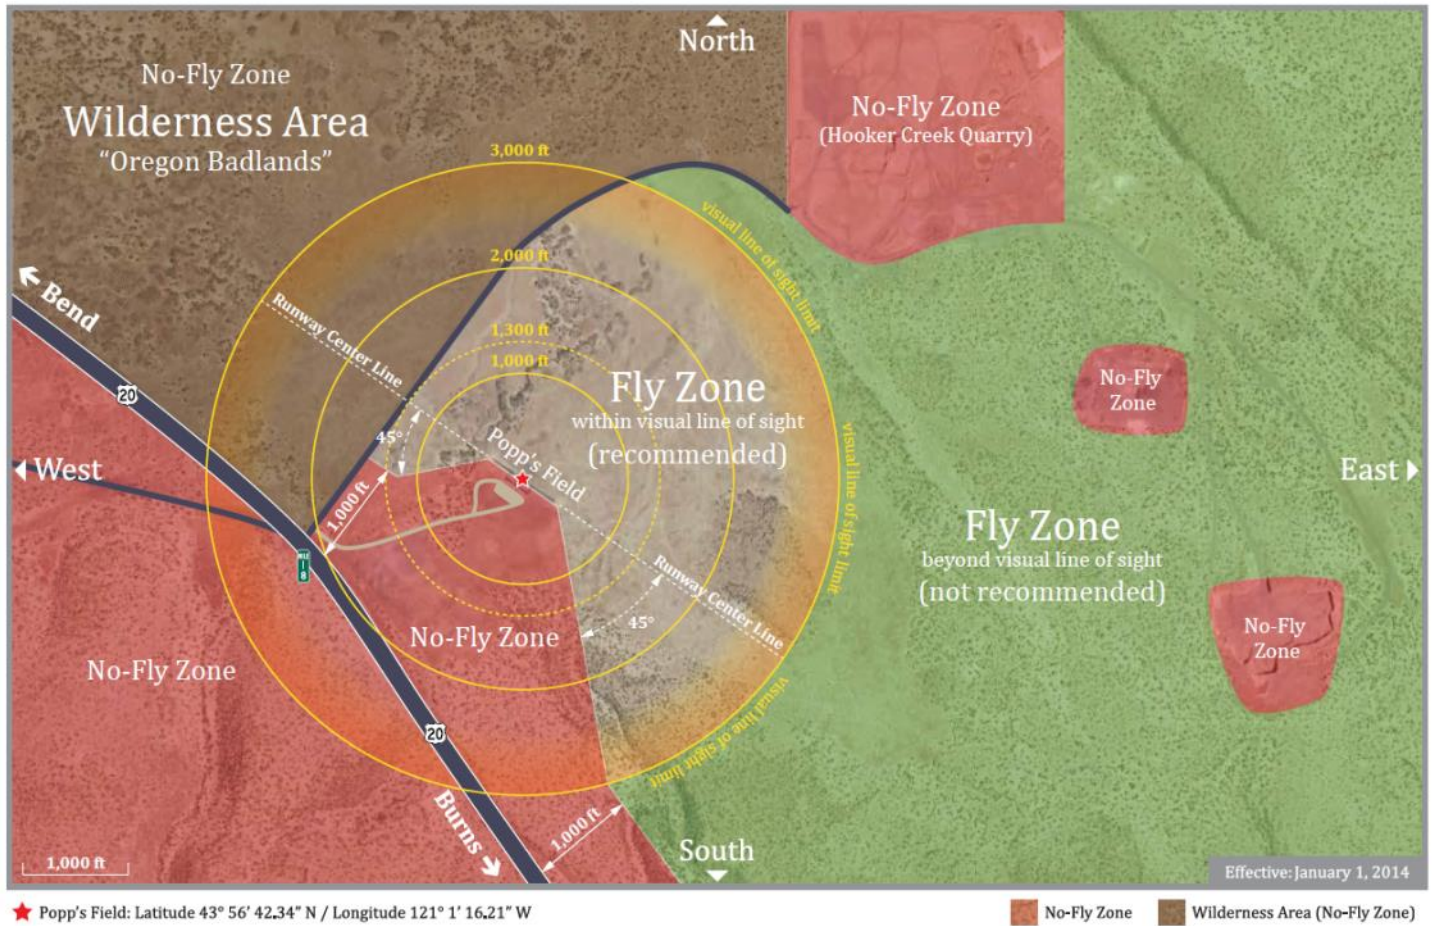 North
No-Fly Zone
Wilderness Area
“Oregon Badlands”
No-Fly Zone
(Hooker Creek Quarry)
3,000 ft
visual line of sight limit
2,000 ft
Bend
Runway Center Line
1,300 ft
1,000 ft
20
Fly Zone
within visual line of sight
(recommended)
No-Fly
Zone
45°
Popp's Field
West
East
visual line of sight limit
1,000 ft
Fly Zone
beyond visual line of sight
(not recommended)
MILE
1
8
Runway Center Line
45°
No-Fly Zone
No-Fly
Zone
No-Fly Zone
visual line of sight limit
20
Burns
1,000 ft
South
1,000 ft
Effective: January 1, 2014
Popp's Field: Latitude 43° 56’ 42.34” N / Longitude 121° 1’ 16.21” W
No-Fly Zone
Wilderness Area (No-Fly Zone)